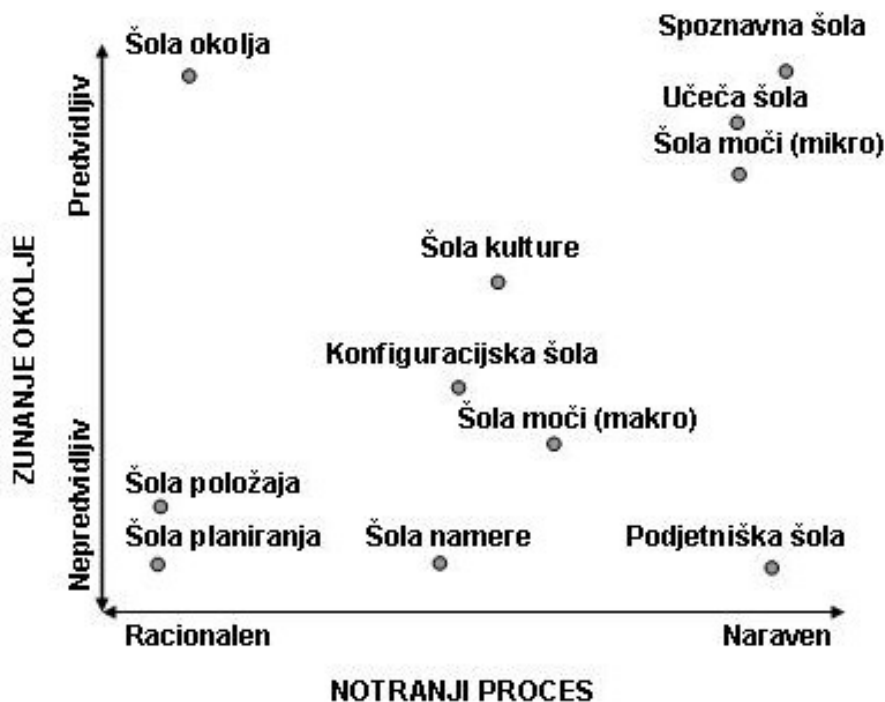 Šola okolja
Spoznavna šola
Učeča šola
Šola moči (mikro)
Šola kulture
Konfiguracijska šola
Šola moči (makro)
Šola položaja
Šola planiranja
Šola namere
Podjetniška šola
Predvidljiv
Nepredvidljiv
ZUNANJE OKOLJE
Racionalen
Naraven
NOTRANJI PROCES